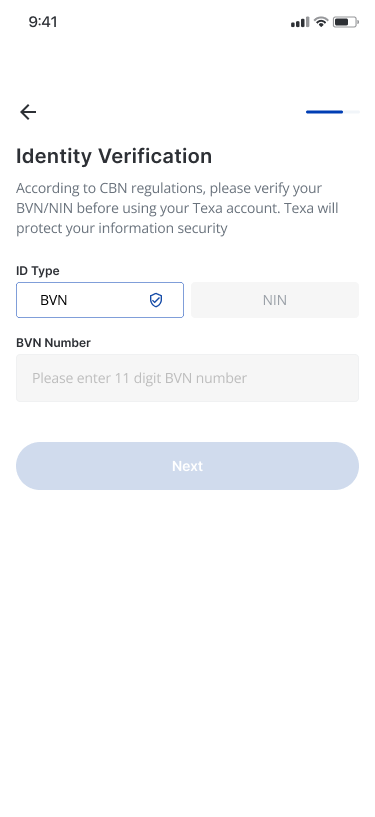 9:41
Identity Verification
According to CBN regulations, please verify your
BVN/NIN before using your Texa account. Texa will
protect your information security
ID Type
BVN
NIN
BVN Number
Please enter 11 digit BVN number
Next